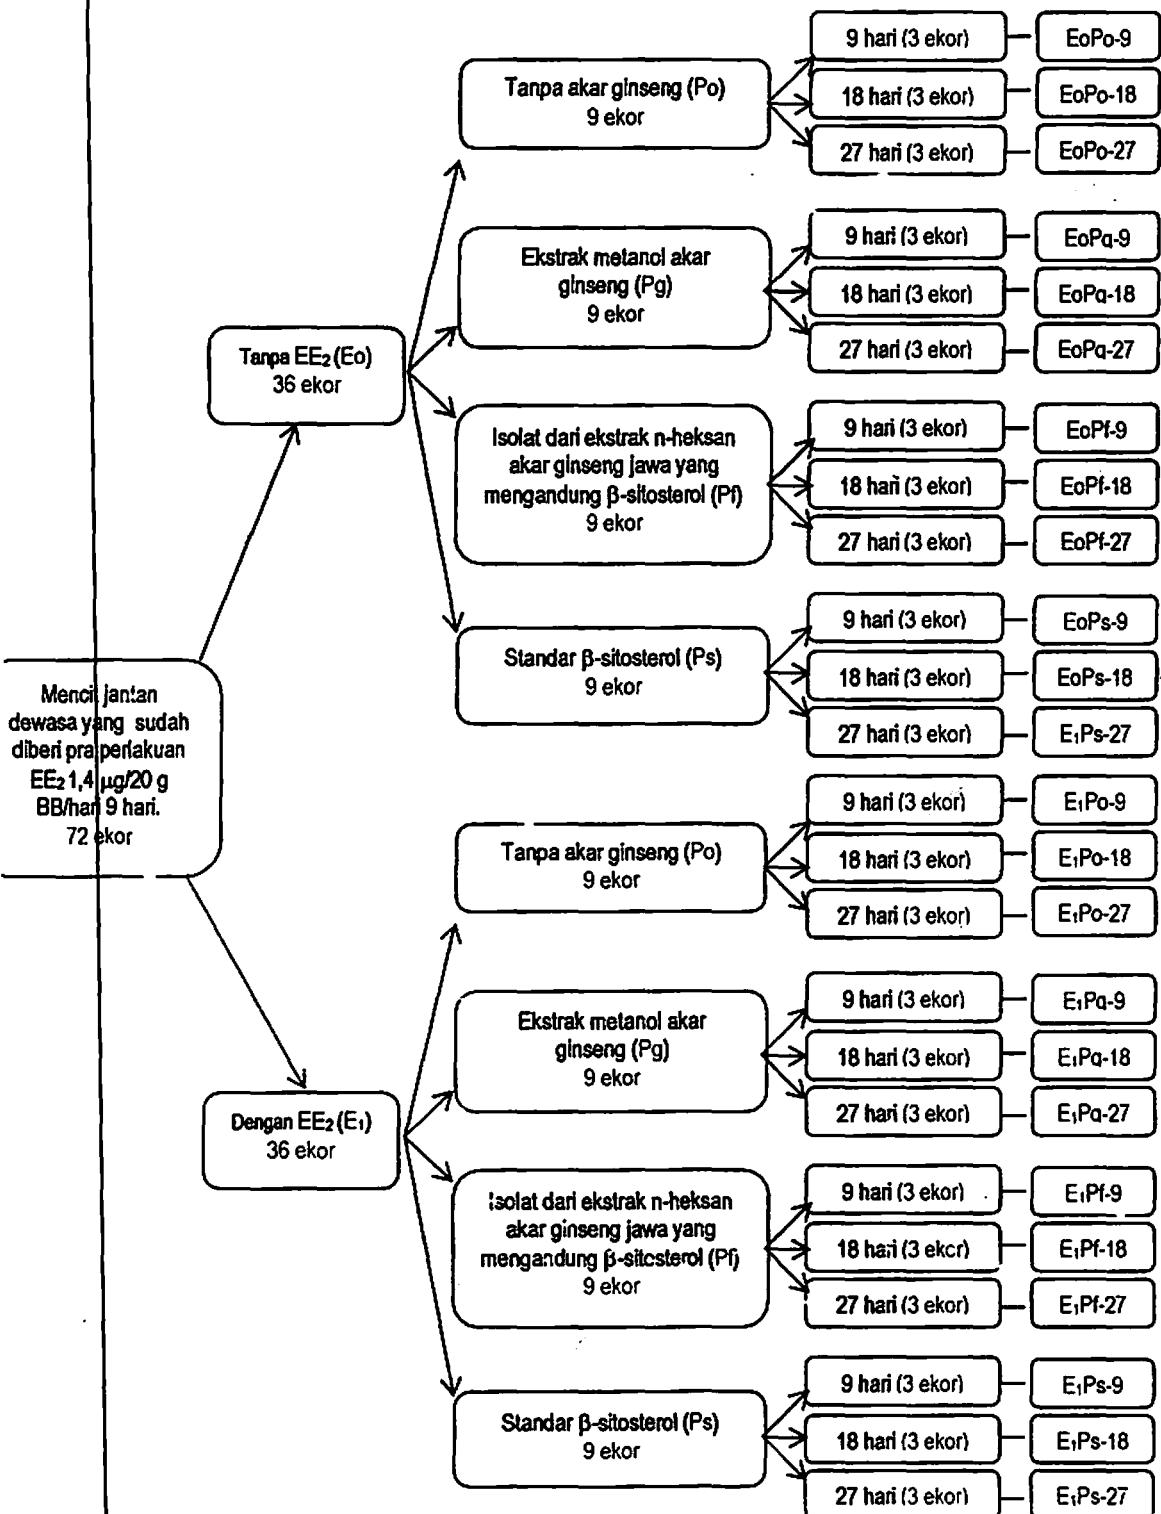 Mencit jantan
dewasa yang sudah
diberi pra perlakuan
EE₂ 1,4 µg/20 g
BB/hari 9 hari.
72 ekor
Tanpa EE₂ (Eo)
36 ekor
Tanpa akar ginseng (Po)
9 ekor
9 hari (3 ekor)
EoPo-9
18 hari (3 ekor)
EoPo-18
27 hari (3 ekor)
EoPo-27
Ekstrak metanol akar
ginseng (Pg)
9 ekor
9 hari (3 ekor)
EoPg-9
18 hari (3 ekor)
EoPg-18
27 hari (3 ekor)
EoPg-27
Isolat dari ekstrak n-heksan
akar ginseng jawa yang
mengandung β-sitosterol (Pf)
9 ekor
9 hari (3 ekor)
EoPf-9
18 hari (3 ekor)
EoPf-18
27 hari (3 ekor)
EoPf-27
Standar β-sitosterol (Ps)
9 ekor
9 hari (3 ekor)
EoPs-9
18 hari (3 ekor)
EoPs-18
27 hari (3 ekor)
E₁Ps-27
Dengan EE₂ (E₁)
36 ekor
Tanpa akar ginseng (Po)
9 ekor
9 hari (3 ekor)
E₁Po-9
18 hari (3 ekor)
E₁Po-18
27 hari (3 ekor)
E₁Po-27
Ekstrak metanol akar
ginseng (Pg)
9 ekor
9 hari (3 ekor)
E₁Pg-9
18 hari (3 ekor)
E₁Pg-18
27 hari (3 ekor)
E₁Pg-27
Isolat dari ekstrak n-heksan
akar ginseng jawa yang
mengandung β-sitosterol (Pf)
9 ekor
9 hari (3 ekor)
E₁Pf-9
18 hari (3 ekor)
E₁Pf-18
27 hari (3 ekor)
E₁Pf-27
Standar β-sitosterol (Ps)
9 ekor
9 hari (3 ekor)
E₁Ps-9
18 hari (3 ekor)
E₁Ps-18
27 hari (3 ekor)
E₁Ps-27